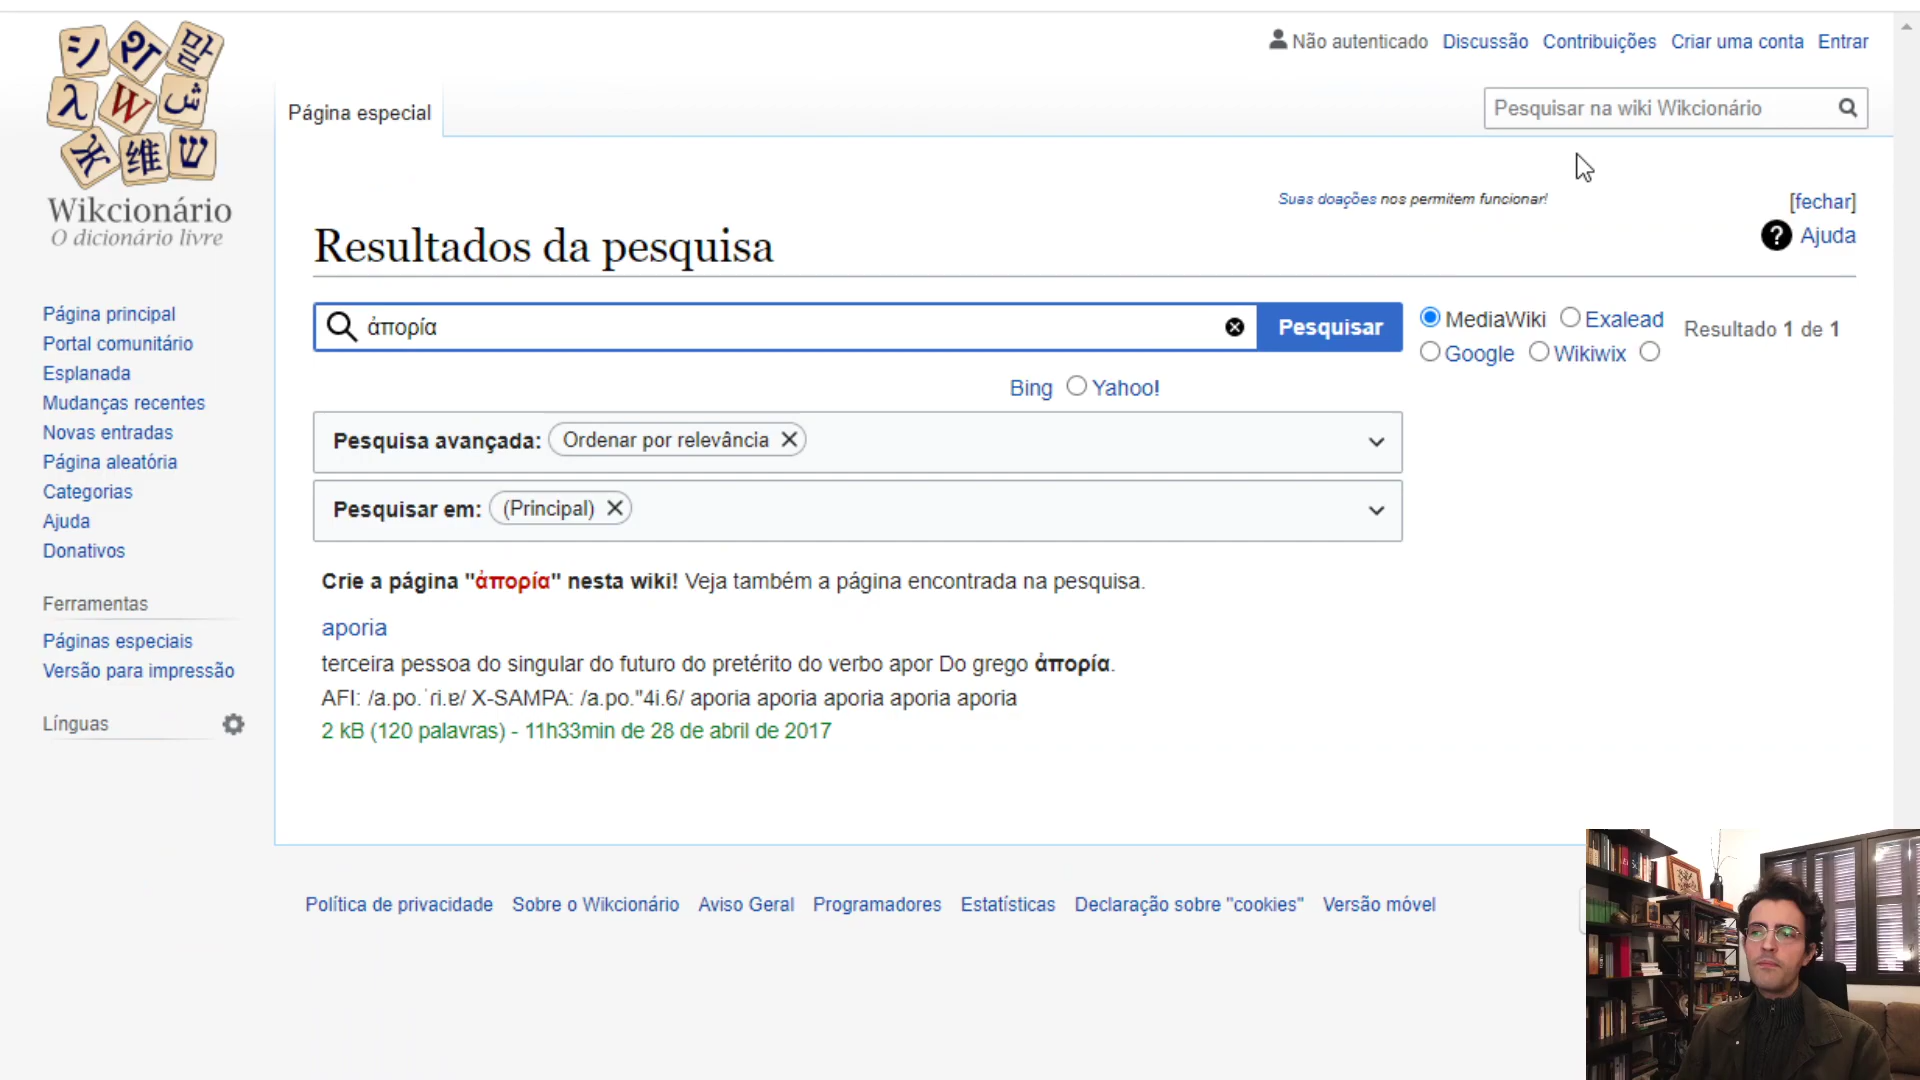 シ டா 말
λ W ش
维 ש
Wikcionário
O dicionário livre
Não autenticado Discussão Contribuições Criar uma conta Entrar
Página especial
Pesquisar na wiki Wikcionário
Suas doações nos permitem funcionar!
[fechar]
Ajuda
Resultados da pesquisa
ἀπορία Pesquisar
MediaWiki Exalead
Google Wikiwix
Bing Yahoo!
Resultado 1 de 1
Pesquisa avançada: Ordenar por relevância
Pesquisar em: (Principal)
Crie a página "ἀπορία" nesta wiki! Veja também a página encontrada na pesquisa.
aporia
terceira pessoa do singular do futuro do pretérito do verbo apor Do grego ἀπορία.
AFI: /a.po.ˈɾi.ɐ/ X-SAMPA: /a.po."4i.6/ aporia aporia aporia aporia aporia
2 kB (120 palavras) - 11h33min de 28 de abril de 2017
Página principal
Portal comunitário
Esplanada
Mudanças recentes
Novas entradas
Página aleatória
Categorias
Ajuda
Donativos
Ferramentas
Páginas especiais
Versão para impressão
Línguas
Política de privacidade Sobre o Wikcionário Aviso Geral Programadores Estatísticas Declaração sobre "cookies" Versão móvel